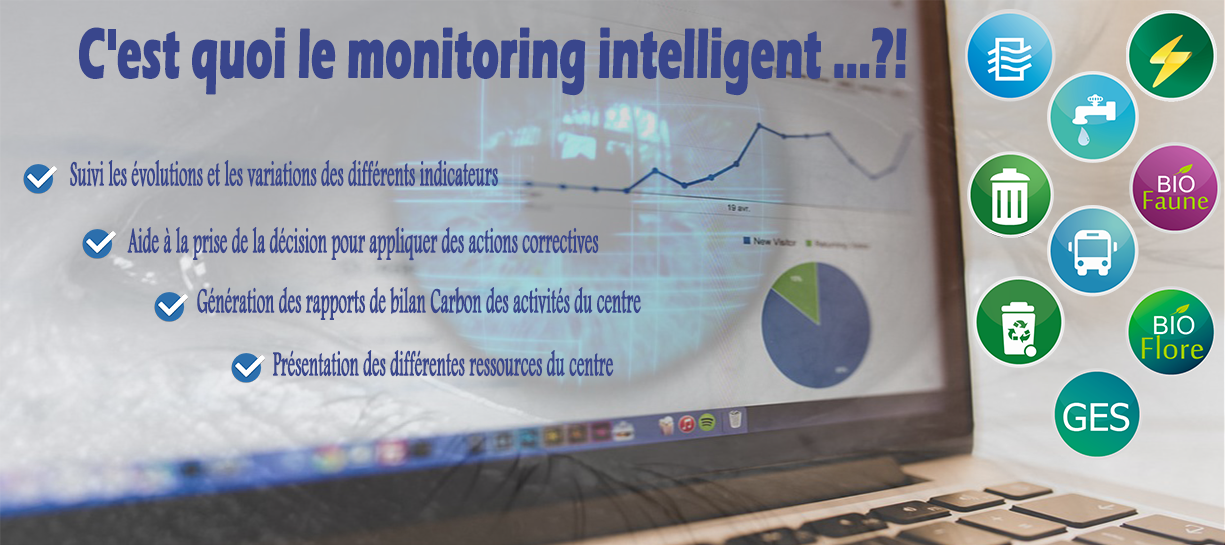 C'est quoi le monitoring intelligent ...?!
Suivi les évolutions et les variations des différents indicateurs
Aide à la prise de la décision pour appliquer des actions correctives
Génération des rapports de bilan Carbon des activités du centre
Présentation des différentes ressources du centre
19 avr.
New Visitor
Returning Visitor
BIO
Faune
BIO
Flore
GES